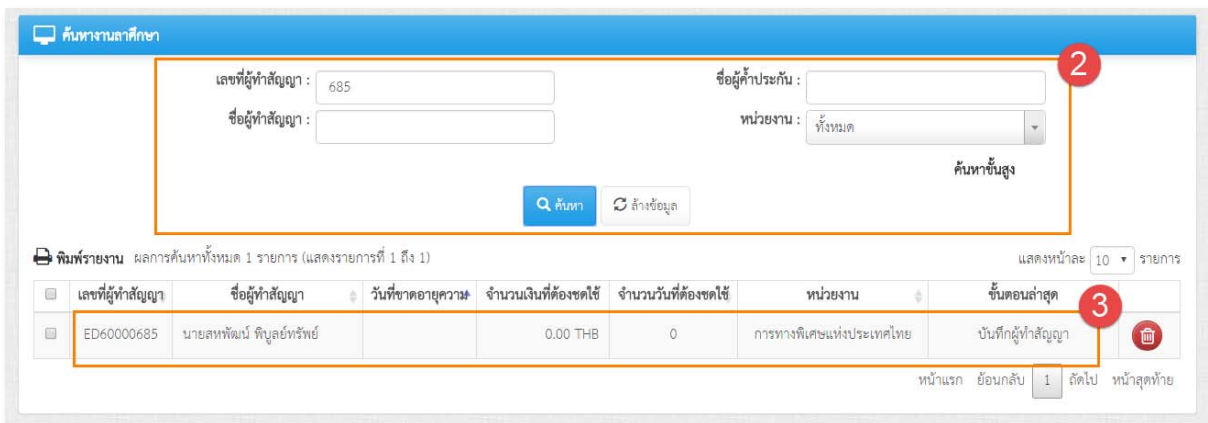 ค้นหางานลาศึกษา
2
เลขที่ผู้ทำสัญญา : 685 ชื่อผู้ค้ำประกัน :
ชื่อผู้ทำสัญญา : หน่วยงาน : ทั้งหมด
ค้นหาขั้นสูง
ค้นหา ล้างข้อมูล
พิมพ์รายงาน ผลการค้นหาทั้งหมด 1 รายการ (แสดงรายการที่ 1 ถึง 1) แสดงหน้าละ 10 รายการ
เลขที่ผู้ทำสัญญา ชื่อผู้ทำสัญญา วันที่ขาดอายุความ จำนวนเงินที่ต้องชดใช้ จำนวนวันที่ต้องชดใช้ หน่วยงาน ขั้นตอนล่าสุด
3
ED60000685 นายสหพัฒน์ พิบูลย์ทรัพย์ 0.00 THB 0 การทางพิเศษแห่งประเทศไทย บันทึกผู้ทำสัญญา
หน้าแรก ย้อนกลับ 1 ถัดไป หน้าสุดท้าย